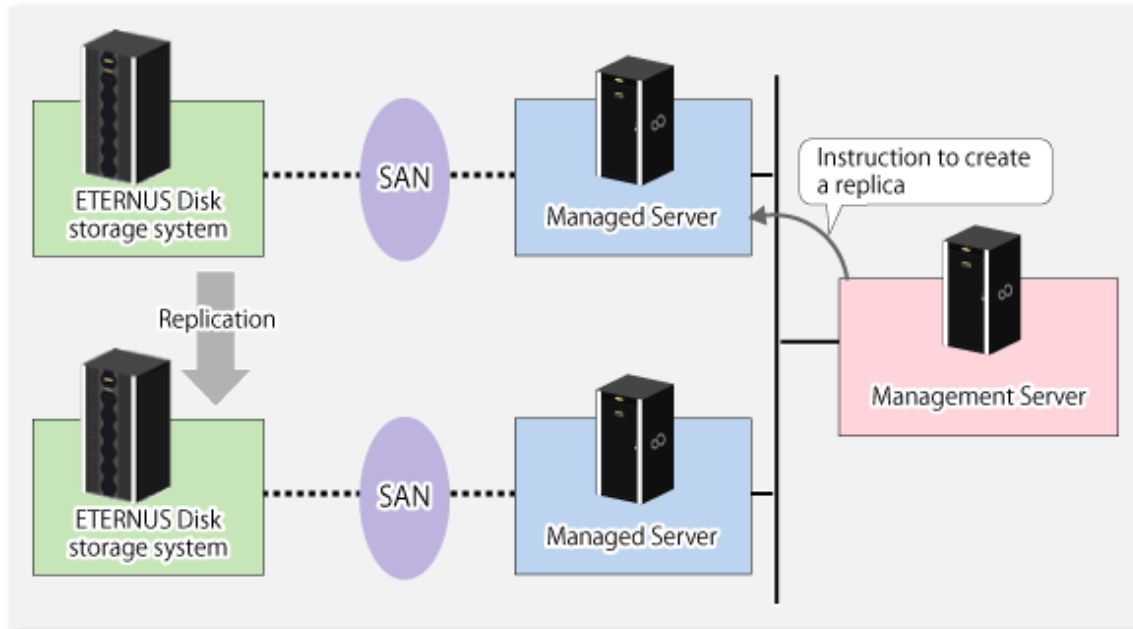 ETERNUS Disk
storage system
SAN
Managed Server
Instruction to create
a replica
Replication
Management Server
ETERNUS Disk
storage system
SAN
Managed Server